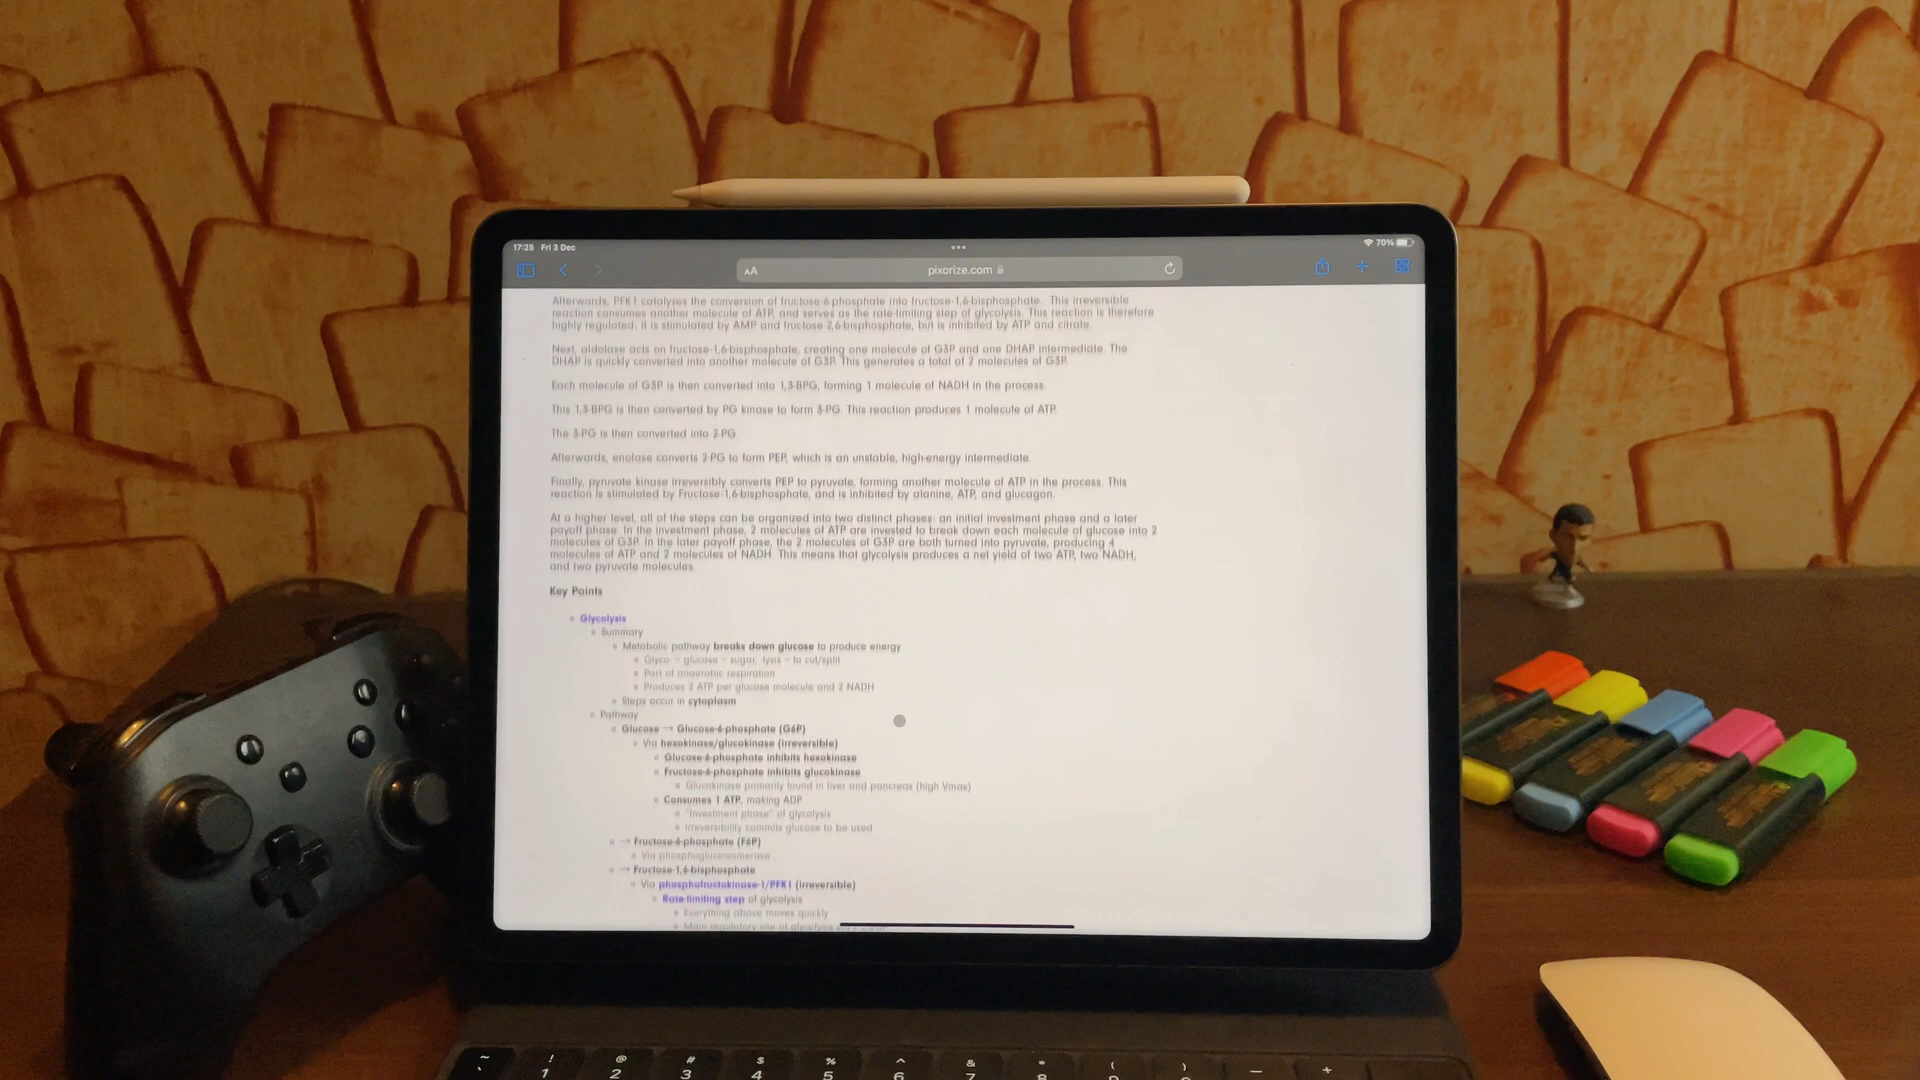 17:25 Fri 3 Dec
70%
AA
pixorize.com
Afterwards, PFK1 catalyzes the conversion of fructose-6-phosphate into fructose-1,6-bisphosphate. This irreversible
reaction consumes another molecule of ATP, and serves as the rate-limiting step of glycolysis. This reaction is therefore
highly regulated: it is stimulated by AMP and fructose-2,6-bisphosphate, but is inhibited by ATP and citrate.
Next, aldolase acts on fructose-1,6-bisphosphate, creating one molecule of G3P and one DHAP intermediate. The
DHAP is quickly converted into another molecule of G3P. This generates a total of 2 molecules of G3P.
Each molecule of G3P is then converted into 1,3-BPG, forming 1 molecule of NADH in the process.
This 1,3-BPG is then converted by PG kinase to form 3-PG. This reaction produces 1 molecule of ATP.
The 3-PG is then converted into 2-PG.
Afterwards, enolase converts 2-PG to form PEP, which is an unstable, high-energy intermediate.
Finally, pyruvate kinase irreversibly converts PEP to pyruvate, forming another molecule of ATP in the process. This
reaction is stimulated by Fructose-1,6-bisphosphate, and is inhibited by alanine, ATP, and glucagon.
At a higher level, all of the steps can be organized into two distinct phases: an initial investment phase and a later
payoff phase. In the investment phase, 2 molecules of ATP are invested to break down each molecule of glucose into 2
molecules of G3P. In the later payoff phase, the 2 molecules of G3P are both turned into pyruvate, producing 4
molecules of ATP and 2 molecules of NADH. This means that glycolysis produces a net yield of two ATP, two NADH,
and two pyruvate molecules.
Key Points
Glycolysis
Summary
Metabolic pathway breaks down glucose to produce energy
Glyco- = glucose = sugar, -lysis = to cut/split
Part of anaerobic respiration
Produces 2 ATP per glucose molecule and 2 NADH
Steps occur in cytoplasm
Pathway
Glucose → Glucose-6-phosphate (G6P)
Via hexokinase/glucokinase (irreversible)
Glucose-6-phosphate inhibits hexokinase
Fructose-6-phosphate inhibits glucokinase
Glucokinase primarily found in liver and pancreas (high Vmax)
Consumes 1 ATP, making ADP
"Investment phase" of glycolysis
Irreversibility commits glucose to be used
→ Fructose-6-phosphate (F6P)
Via phosphoglucoisomerase
→ Fructose-1,6-bisphosphate
Via phosphofructokinase-1/PFK1 (irreversible)
Rate-limiting step of glycolysis
Everything above moves quickly
Main regulatory site of glycolysis
~ ! @ # $ % ^ & * ( ) — +
` 1 2 3 4 5 6 7 8